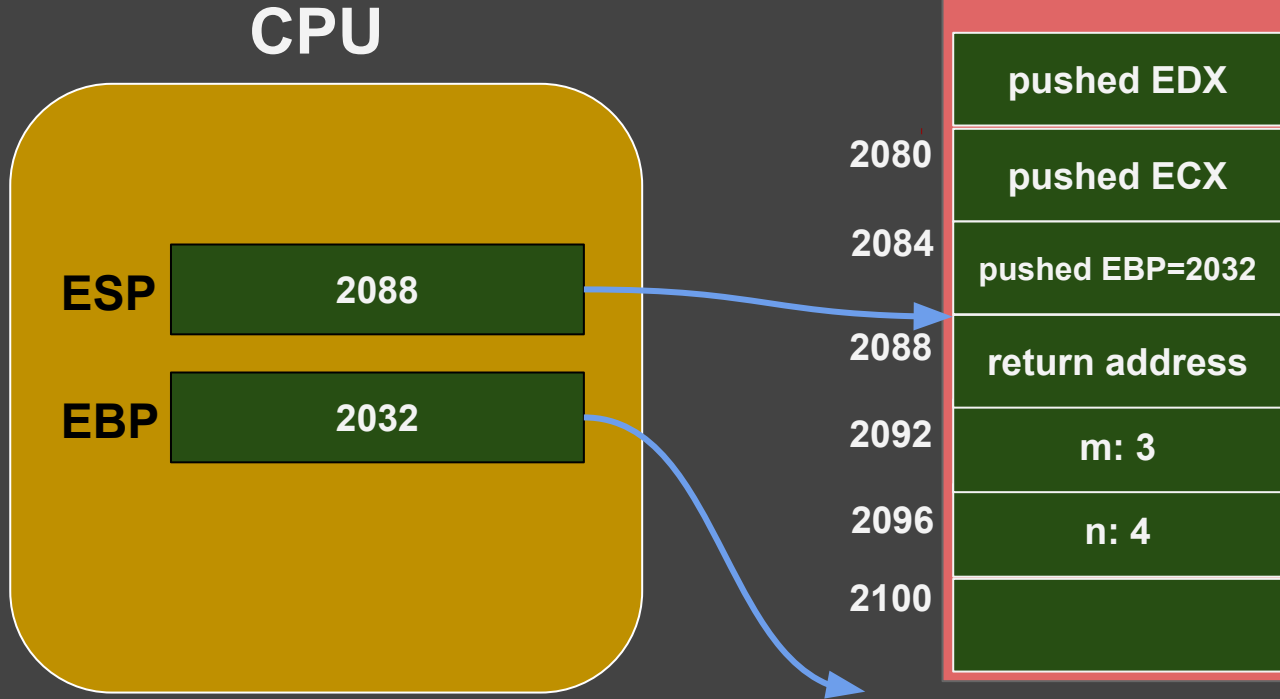 CPU
pushed EDX
2080
pushed ECX
2084
pushed EBP=2032
ESP
2088
2088
return address
EBP
2032
2092
m: 3
2096
n: 4
2100